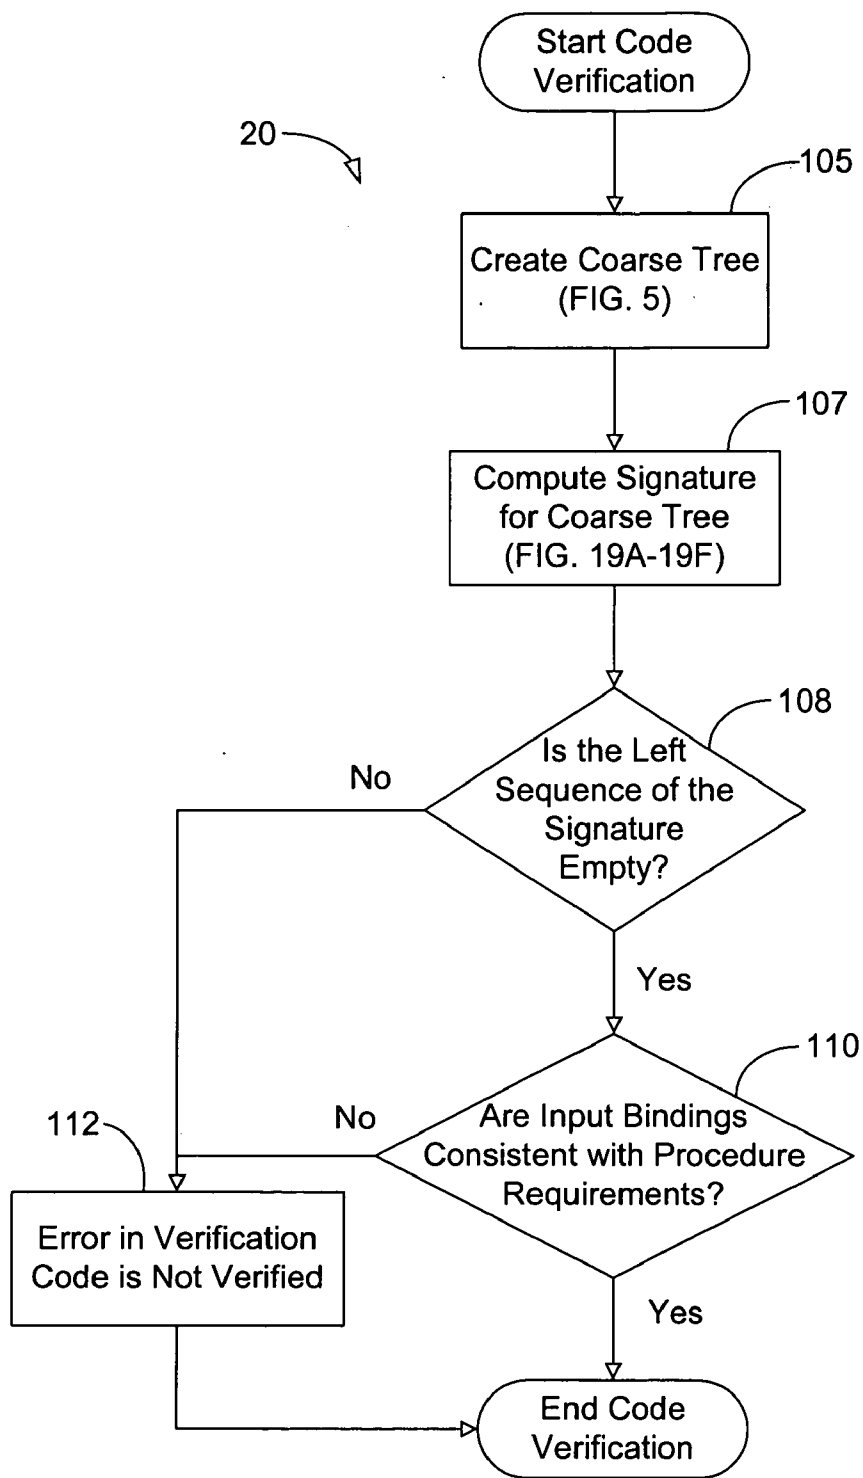 Start Code
Verification
20
105
Create Coarse Tree
(FIG. 5)
107
Compute Signature
for Coarse Tree
(FIG. 19A-19F)
108
Is the Left
Sequence of the
Signature
Empty?
No
Yes
110
Are Input Bindings
Consistent with Procedure
Requirements?
No
112
Error in Verification
Code is Not Verified
Yes
End Code
Verification